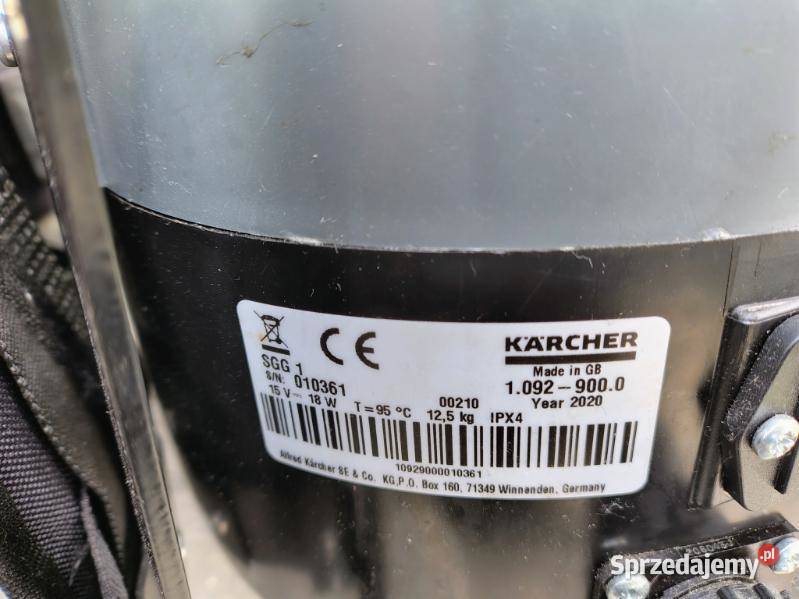 KÄRCHER
Made in GB
SGG 1
S/N: 010361
00210
1.092-900.0
15 V⎓ 18 W T=95 °C 12,5 kg IPX4
Year 2020
10929000010361
Alfred Kärcher SE & Co. KG,P.O. Box 160, 71349 Winnenden, Germany
Sprzedajemy.pl